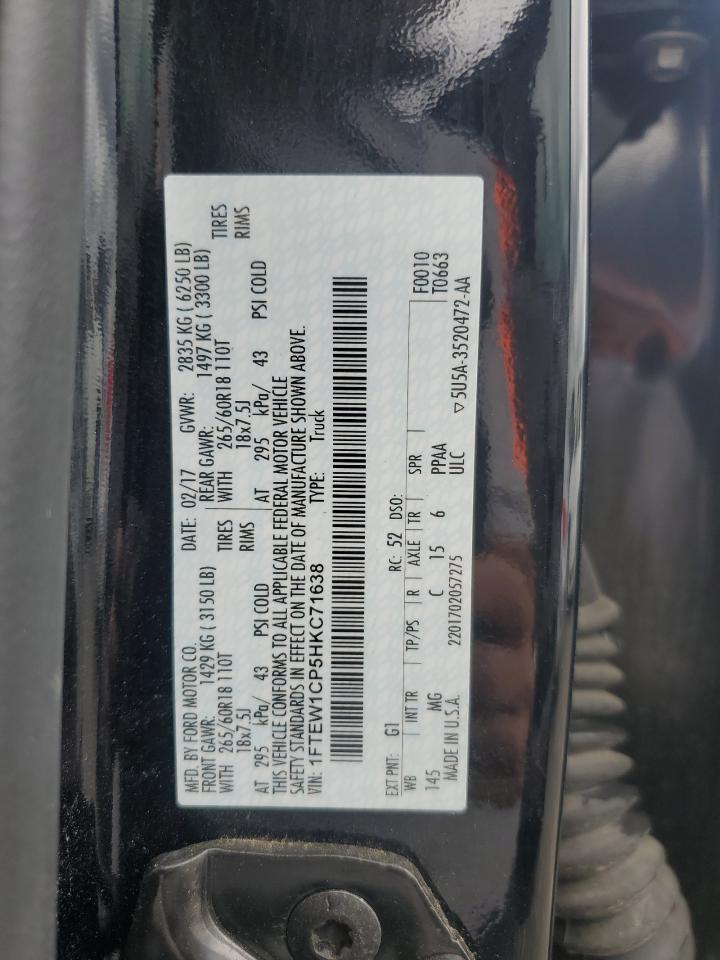 MFD. BY FORD MOTOR CO. DATE: 02/17 GVWR: 2835 KG ( 6250 LB)
FRONT GAWR: 1429 KG ( 3150 LB) REAR GAWR: 1497 KG ( 3300 LB)
WITH 265/60R18 110T TIRES WITH 265/60R18 110T TIRES
18x7.5J RIMS 18x7.5J RIMS
AT 295 kPa/ 43 PSI COLD AT 295 kPa/ 43 PSI COLD
THIS VEHICLE CONFORMS TO ALL APPLICABLE FEDERAL MOTOR VEHICLE
SAFETY STANDARDS IN EFFECT ON THE DATE OF MANUFACTURE SHOWN ABOVE.
VIN: 1FTEW1CP5HKC71638 TYPE: Truck
EXT PNT: G1 RC: 52 DSO: F0010
WB INT TR TP/PS R AXLE TR SPR T0663
145 MG C 15 6 PPAA
MADE IN U.S.A. 2201702057275 ULC ▽5U5A-3520472-AA